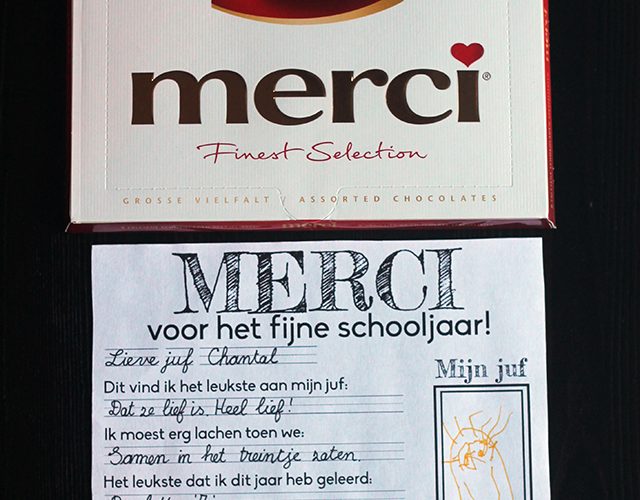 merci®
Finest Selection
GROSSE VIELFALT / ASSORTED CHOCOLATES
MERCI
voor het fijne schooljaar!
Lieve juf Chantal
Mijn juf
Dit vind ik het leukste aan mijn juf:
Dat ze lief is. Heel lief!
Ik moest erg lachen toen we:
Samen in het treintje zaten.
Het leukste dat ik dit jaar heb geleerd: